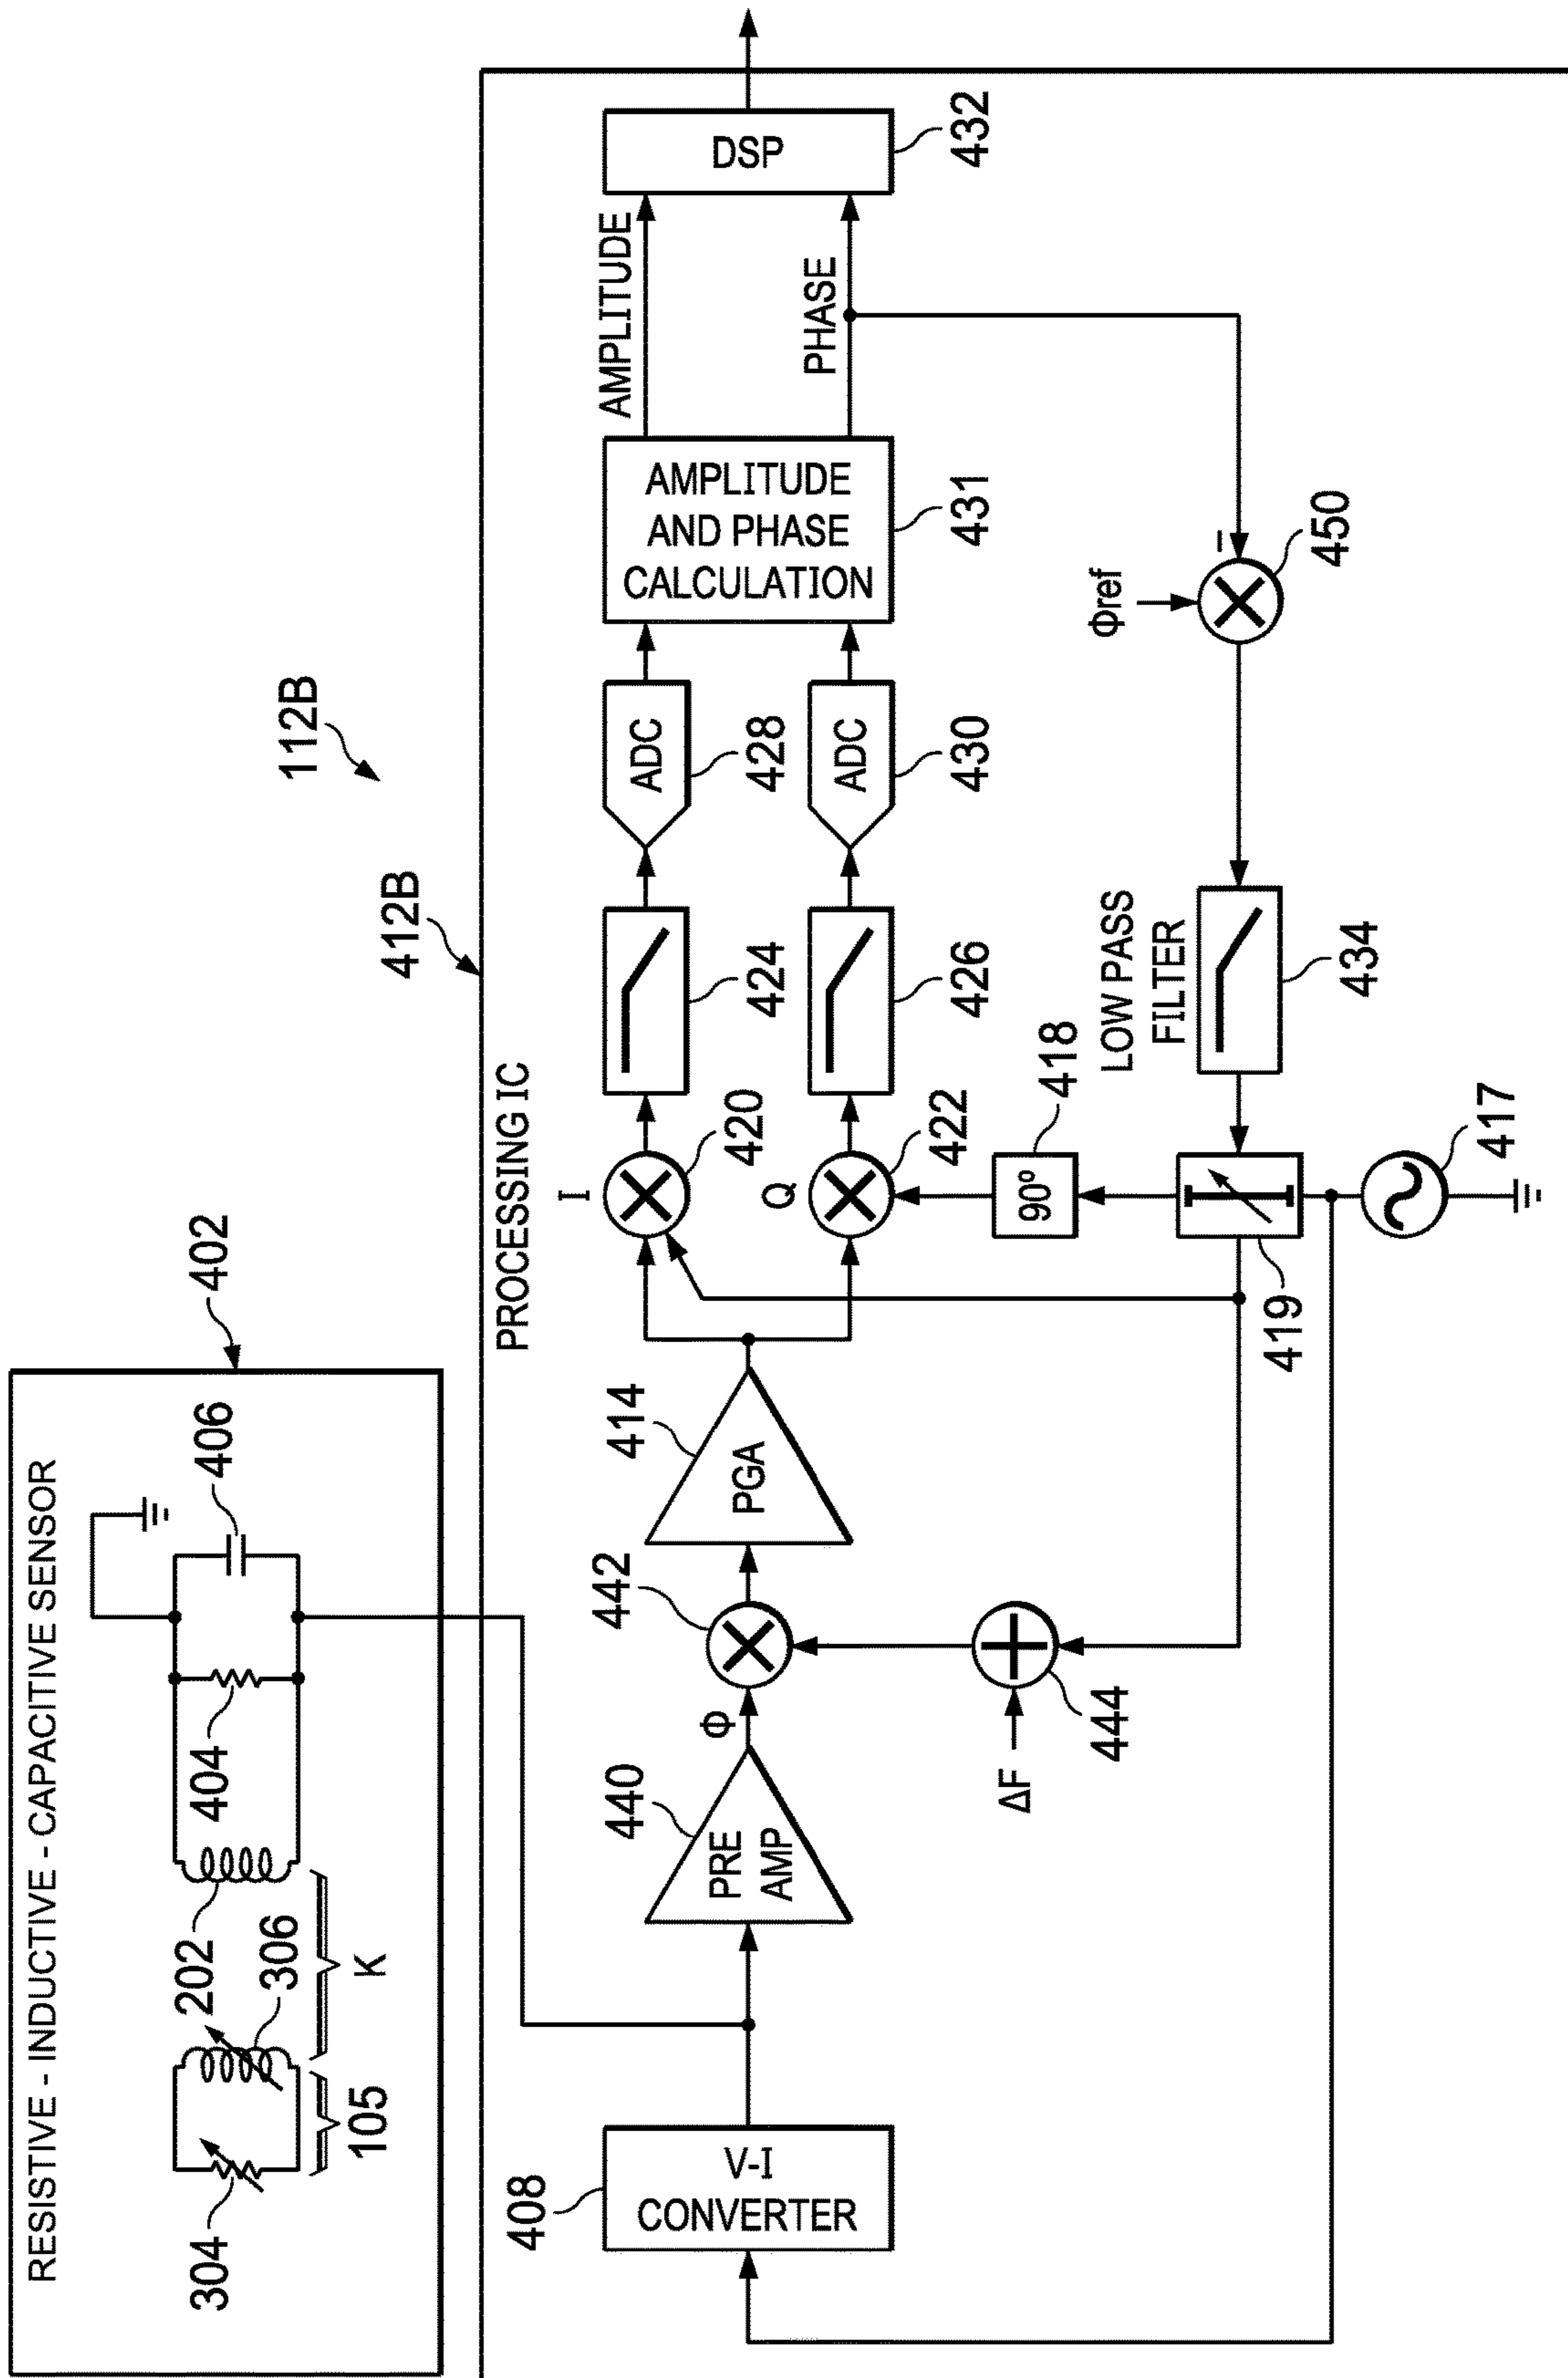 112B
402
RESISTIVE - INDUCTIVE - CAPACITIVE SENSOR
304
105
306
202
K
404
406
412B
PROCESSING IC
408
V-I
CONVERTER
440
PRE
AMP
Φ
442
ΔF
444
414
PGA
I
420
Q
422
418
90º
419
417
424
426
428
ADC
430
ADC
431
AMPLITUDE
AND PHASE
CALCULATION
AMPLITUDE
PHASE
DSP
432
LOW PASS
FILTER
434
Φref
–
450